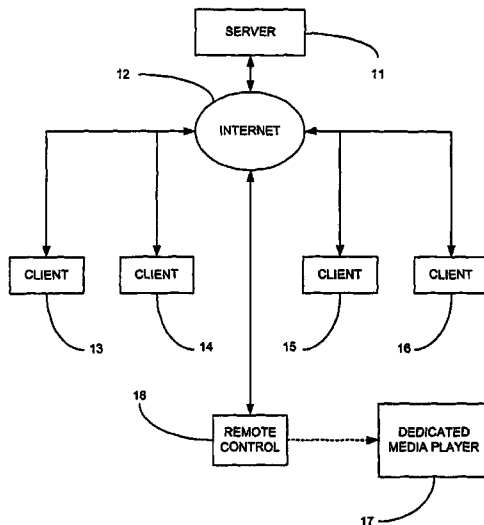 SERVER
11
12
INTERNET
CLIENT
CLIENT
CLIENT
CLIENT
13
14
15
16
18
REMOTE
CONTROL
DEDICATED
MEDIA PLAYER
17